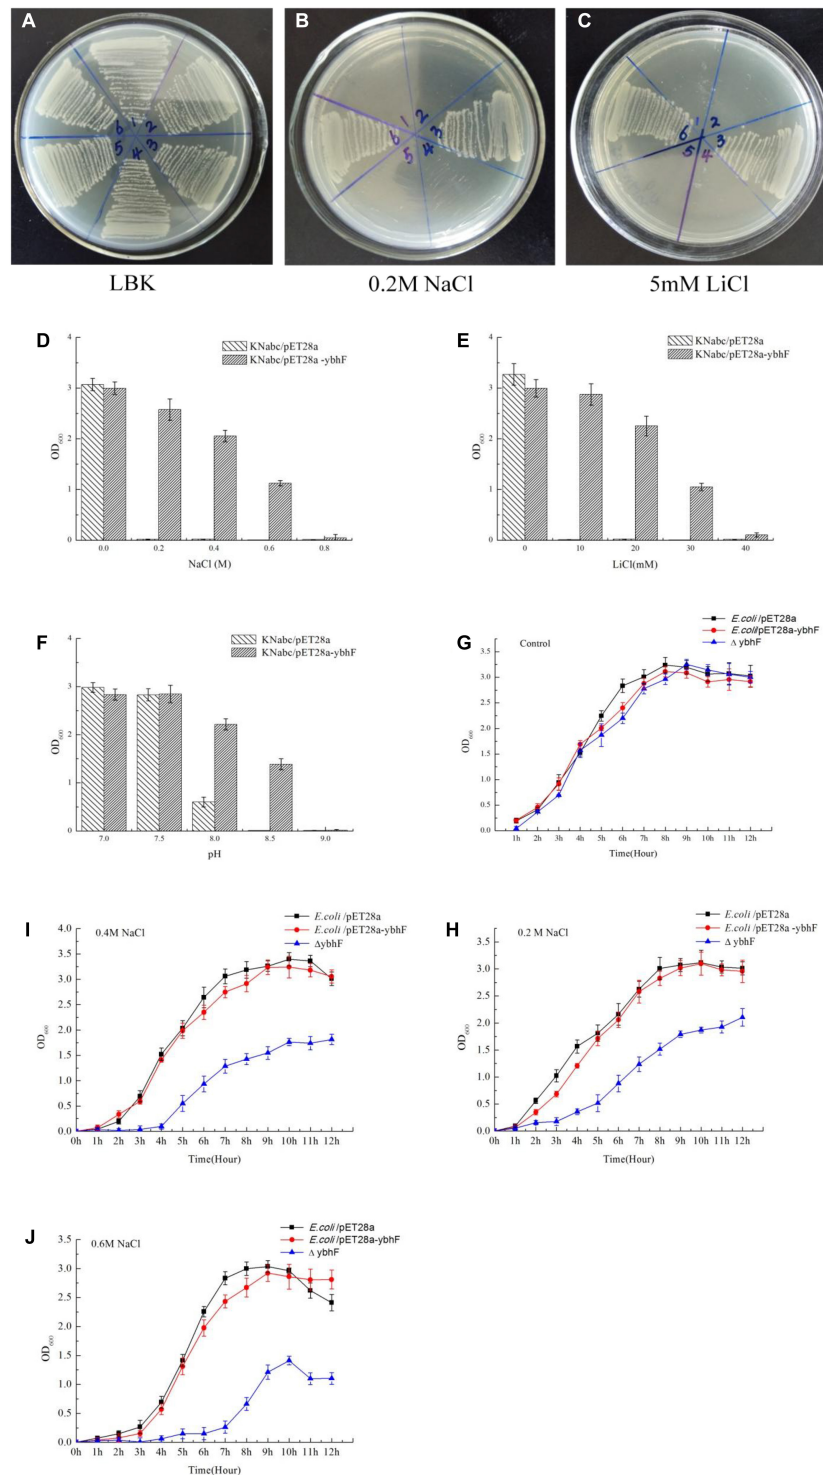 A
B
C
1
2
3
4
5
6
1
2
3
4
5
6
1
2
3
4
5
6
LBK
0.2M NaCl
5mM LiCl
D
KNabc/pET28a
KNabc/pET28a -ybhF
4
3
2
1
0
OD600
0.0
0.2
0.4
0.6
0.8
NaCl (M)
E
KNabc/pET28a
KNabc/pET28a-ybhF
4
3
2
1
0
OD600
0
10
20
30
40
LiCl(mM)
F
KNabc/pET28a
KNabc/pET28a-ybhF
4
3
2
1
0
OD600
7.0
7.5
8.0
8.5
9.0
pH
G
Control
E.coli /pET28a
E.coli/pET28a-ybhF
Δ ybhF
3.5
3.0
2.5
2.0
1.5
1.0
0.5
0.0
OD600
1h 2h 3h 4h 5h 6h 7h 8h 9h 10h 11h 12h
Time(Hour)
I
0.4M NaCl
E.coli /pET28a
E.coli /pET28a-ybhF
ΔybhF
4.0
3.5
3.0
2.5
2.0
1.5
1.0
0.5
0.0
OD600
0h 1h 2h 3h 4h 5h 6h 7h 8h 9h 10h 11h 12h
Time(Hour)
H
0.2 M NaCl
E.coli /pET28a
E.coli /pET28a -ybhF
ΔybhF
3.5
3.0
2.5
2.0
1.5
1.0
0.5
0.0
OD600
0h 1h 2h 3h 4h 5h 6h 7h 8h 9h 10h 11h 12h
Time(Hour)
J
0.6M NaCl
E.coli /pET28a
E.coli/pET28a-ybhF
Δ ybhF
3.5
3.0
2.5
2.0
1.5
1.0
0.5
0.0
OD600
0h 1h 2h 3h 4h 5h 6h 7h 8h 9h 10h 11h 12h
Time(Hour)